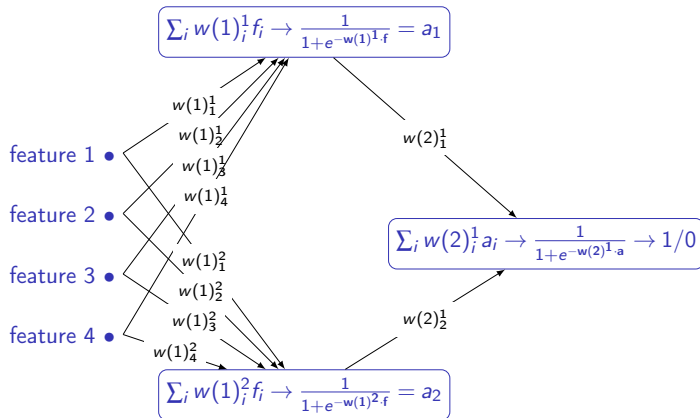 ∑ᵢ w(1)¹ᵢ fᵢ → 1/(1+e^(−𝐰(1)^𝟏·𝐟)) = a₁
w(1)¹₁
w(1)¹₂
w(2)¹₁
feature 1
w(1)¹₃
w(1)¹₄
feature 2
∑ᵢ w(2)¹ᵢ aᵢ → 1/(1+e^(−𝐰(2)^𝟏·𝐚)) → 1/0
w(1)²₁
feature 3
w(1)²₂
w(1)²₃
w(2)¹₂
feature 4
w(1)²₄
∑ᵢ w(1)²ᵢ fᵢ → 1/(1+e^(−𝐰(1)^𝟐·𝐟)) = a₂